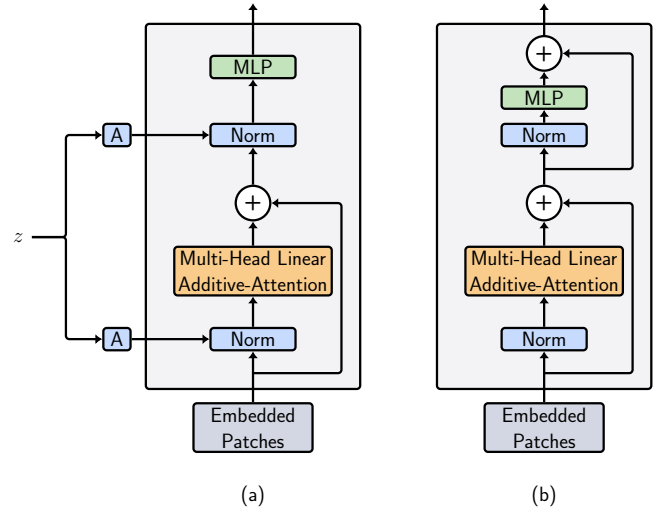 MLP
A
Norm
+
z
Multi-Head Linear
Additive-Attention
A
Norm
Embedded
Patches
(a)
+
MLP
Norm
+
Multi-Head Linear
Additive-Attention
Norm
Embedded
Patches
(b)